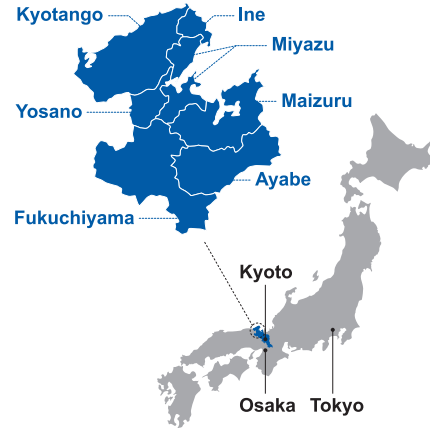 Kyotango
Ine
Miyazu
Yosano
Maizuru
Ayabe
Fukuchiyama
Kyoto
Osaka
Tokyo